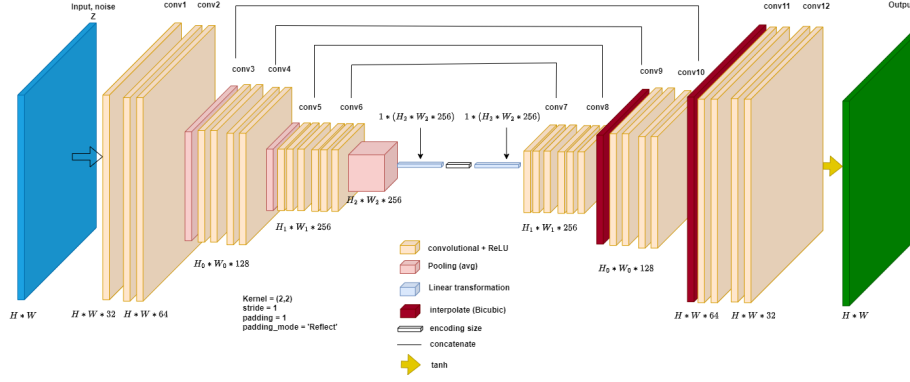 Input, noise
Z
conv1
conv2
conv3
conv4
conv5
conv6
conv7
conv8
conv9
conv10
conv11
conv12
Output
1 * (H₃ * W₂ * 256)
1 * (H₃ * W₂ * 256)
H * W
H * W * 32
H * W * 64
H₀ * W₀ * 128
H₁ * W₁ * 256
H₂ * W₂ * 256
H₁ * W₁ * 256
H₀ * W₀ * 128
H * W * 64
H * W * 32
H * W
Kernel = (2,2)
stride = 1
padding = 1
padding_mode = 'Reflect'
convolutional + ReLU
Pooling (avg)
Linear transformation
interpolate (Bicubic)
encoding size
concatenate
tanh